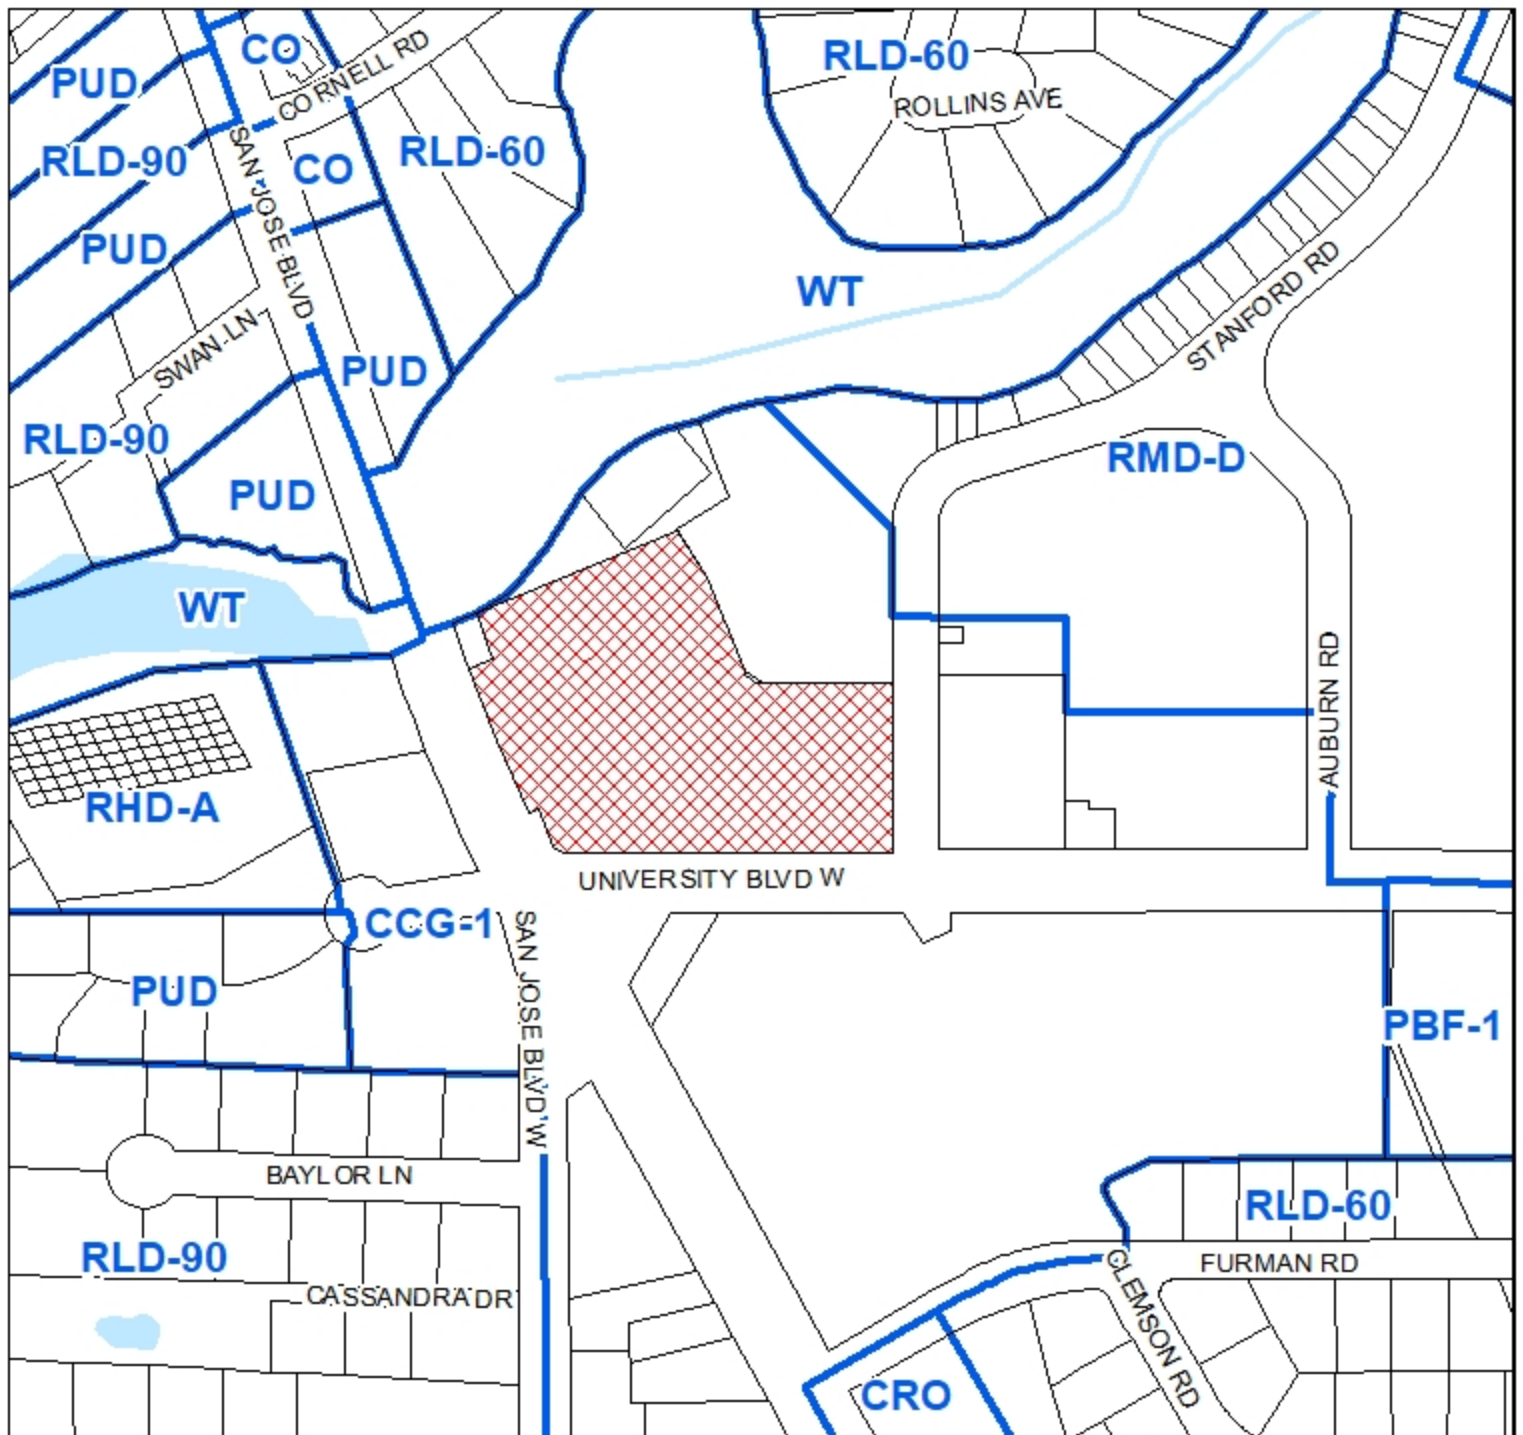 CO
RLD-60
CORNELL RD
PUD
ROLLINS AVE
RLD-90
CO
RLD-60
SAN JOSE BLVD
PUD
WT
STANFORD RD
SWAN LN
PUD
RLD-90
RMD-D
PUD
WT
AUBURN RD
RHD-A
UNIVERSITY BLVD W
CCG-1
SAN JOSE BLVD W
PUD
PBF-1
BAYLOR LN
RLD-60
RLD-90
FURMAN RD
CASSANDRA DR
CLEMSON RD
CRO